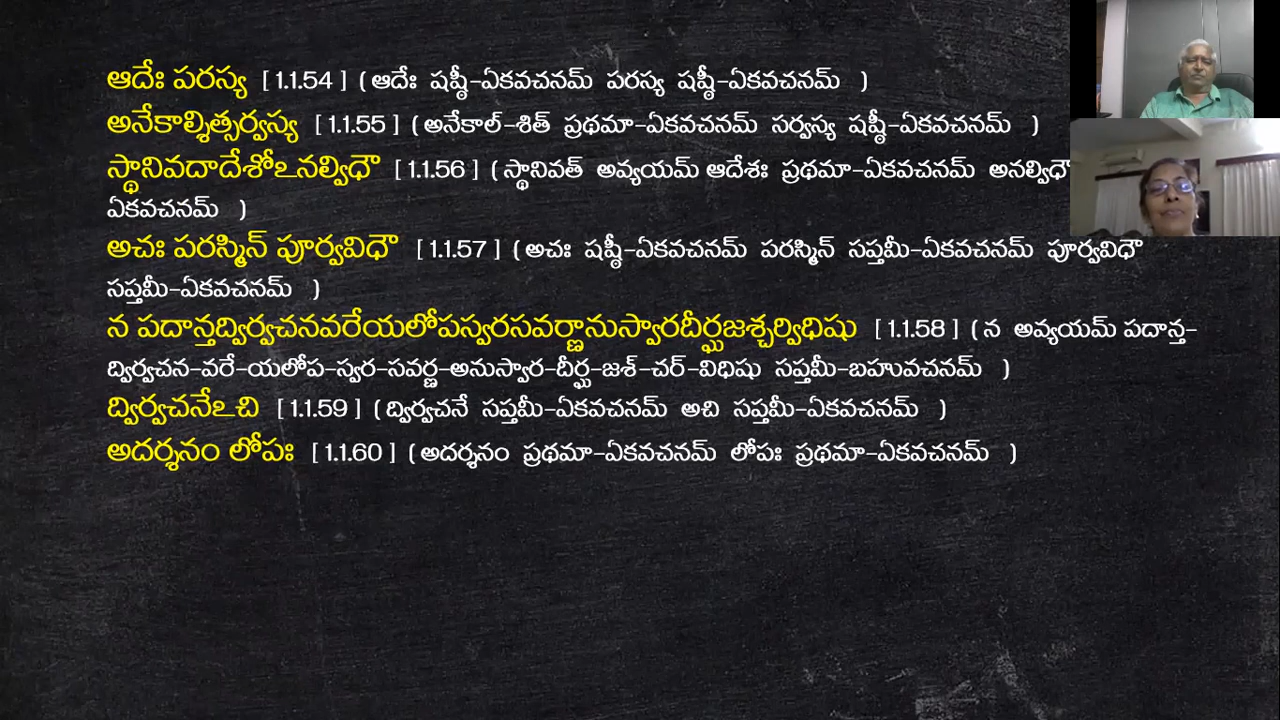 ఆదేః పరస్య [ 1.1.54 ] ( ఆదేః షష్ఠీ-ఏకవచనమ్ పరస్య షష్ఠీ-ఏకవచనమ్ )
అనేకాల్శిత్సర్వస్య [ 1.1.55 ] ( అనేకాల్-శిత్ ప్రథమా-ఏకవచనమ్ సర్వస్య షష్ఠీ-ఏకవచనమ్ )
స్థానివదాదేశోఽనల్విధౌ [ 1.1.56 ] ( స్థానివత్ అవ్యయమ్ ఆదేశః ప్రథమా-ఏకవచనమ్ అనల్విధౌ
ఏకవచనమ్ )
అచః పరస్మిన్ పూర్వవిధౌ [ 1.1.57 ] ( అచః షష్ఠీ-ఏకవచనమ్ పరస్మిన్ సప్తమీ-ఏకవచనమ్ పూర్వవిధౌ
సప్తమీ-ఏకవచనమ్ )
న పదాన్తద్విర్వచనవరేయలోపస్వరసవర్ణానుస్వారదీర్ఘజశ్చర్విధిషు [ 1.1.58 ] ( న అవ్యయమ్ పదాన్త-
ద్విర్వచన-వరే-యలోప-స్వర-సవర్ణ-అనుస్వార-దీర్ఘ-జశ్-చర్-విధిషు సప్తమీ-బహువచనమ్ )
ద్విర్వచనేఽచి [ 1.1.59 ] ( ద్విర్వచనే సప్తమీ-ఏకవచనమ్ అచి సప్తమీ-ఏకవచనమ్ )
అదర్శనం లోపః [ 1.1.60 ] ( అదర్శనం ప్రథమా-ఏకవచనమ్ లోపః ప్రథమా-ఏకవచనమ్ )